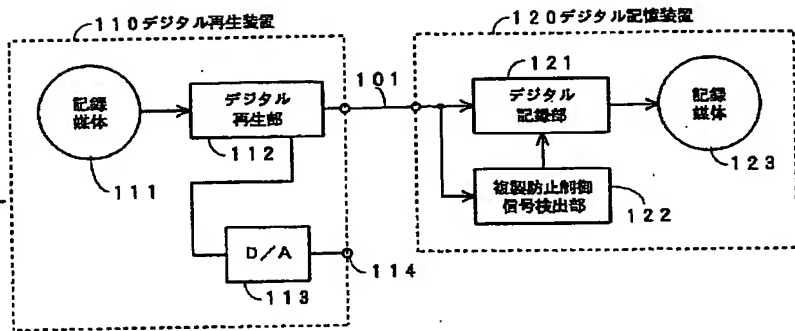 110デジタル再生装置
記録
媒体
111
デジタル
再生部
112
D/A
113
114
101
120デジタル記憶装置
121
デジタル
記録部
複製防止制御
信号検出部
122
記録
媒体
123